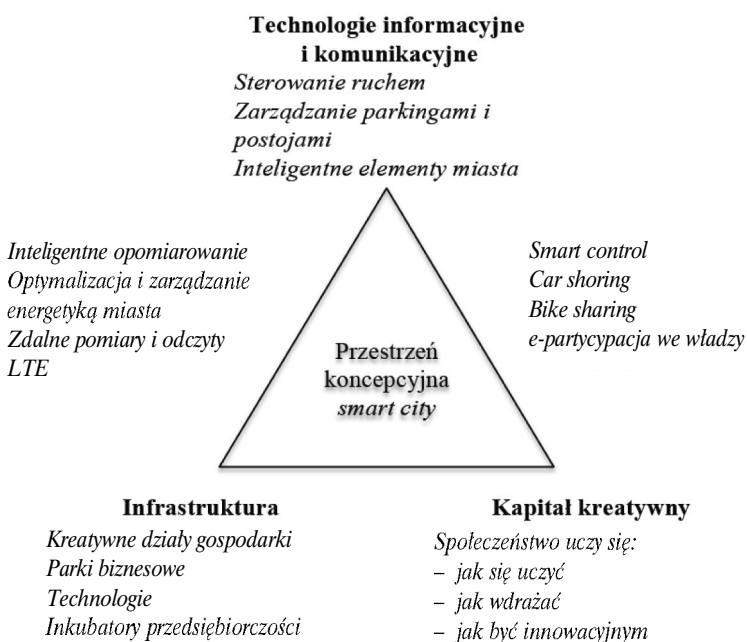 Technologie informacyjne
i komunikacyjne
Sterowanie ruchem
Zarządzanie parkingami i
postojami
Inteligentne elementy miasta
Inteligentne opomiarowanie
Optymalizacja i zarządzanie
energetyką miasta
Zdalne pomiary i odczyty
LTE
Smart control
Car shoring
Bike sharing
e-partycypacja we władzy
Przestrzeń
koncepcyjna
smart city
Infrastruktura
Kreatywne działy gospodarki
Parki biznesowe
Technologie
Inkubatory przedsiębiorczości
Kapitał kreatywny
Społeczeństwo uczy się:
– jak się uczyć
– jak wdrażać
– jak być innowacyjnym